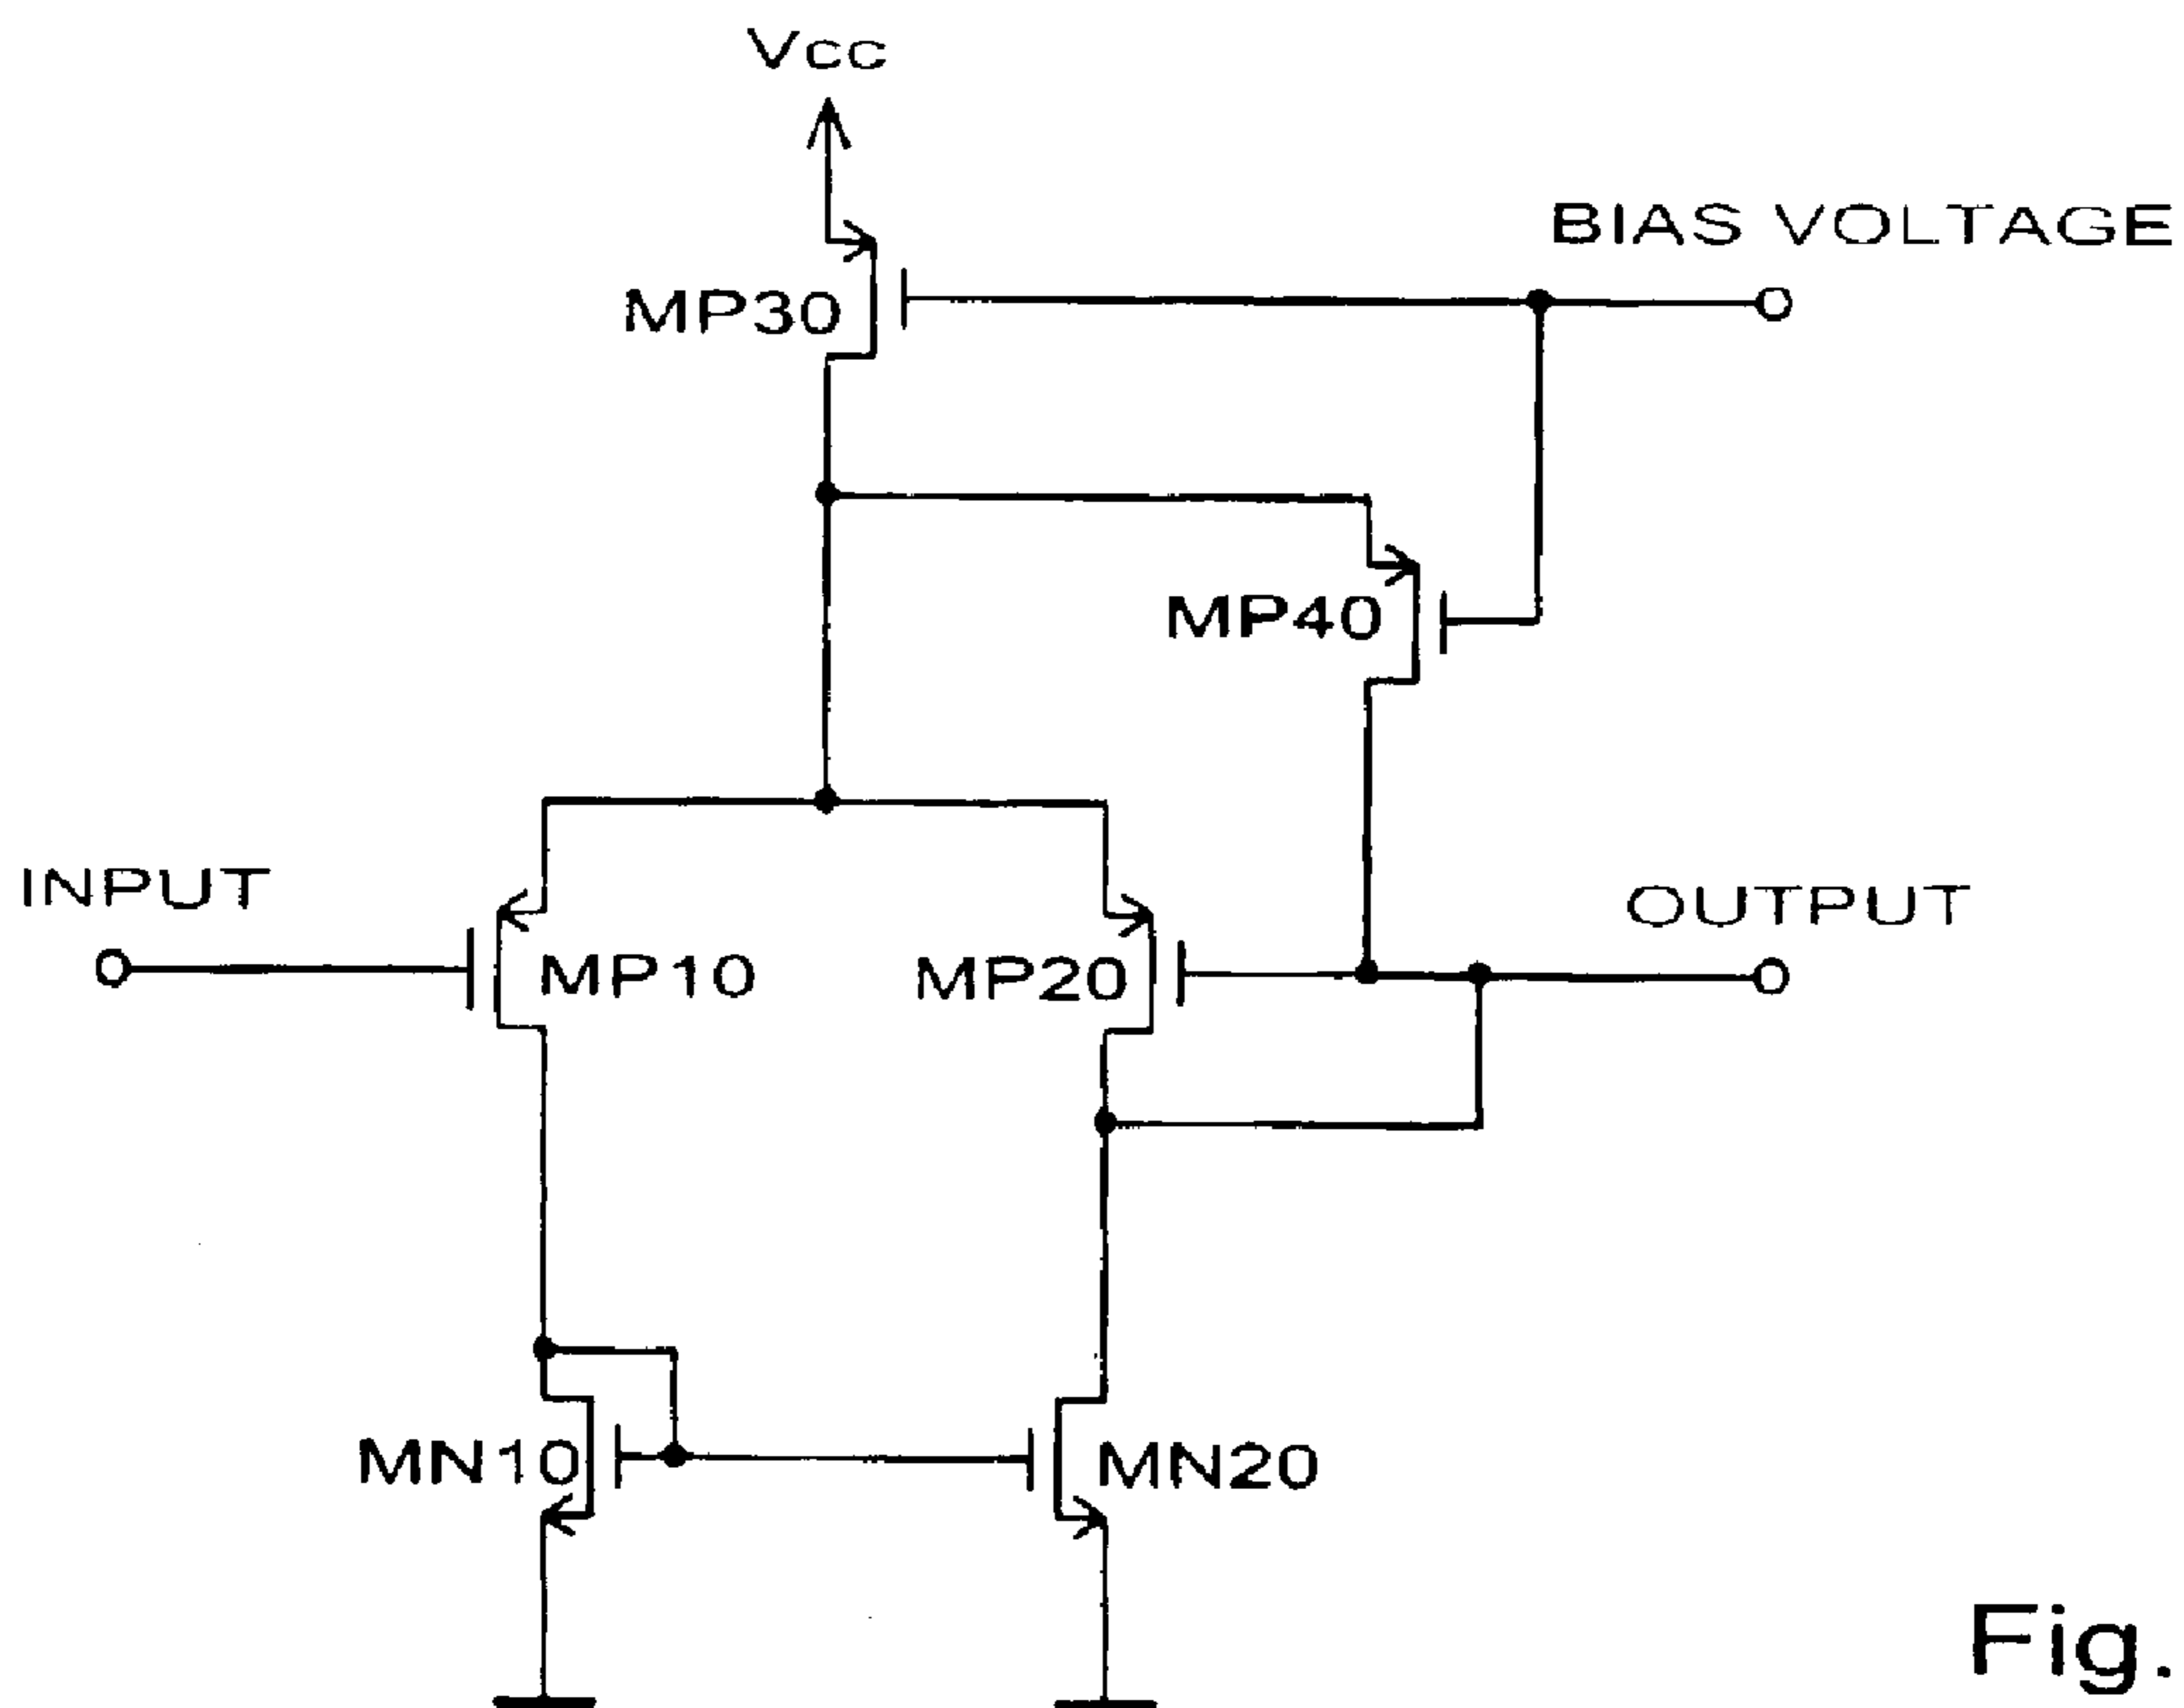 Vcc
BIAS VOLTAGE
MP30
MP40
INPUT
OUTPUT
MP10
MP20
MN10
MN20
Fig.